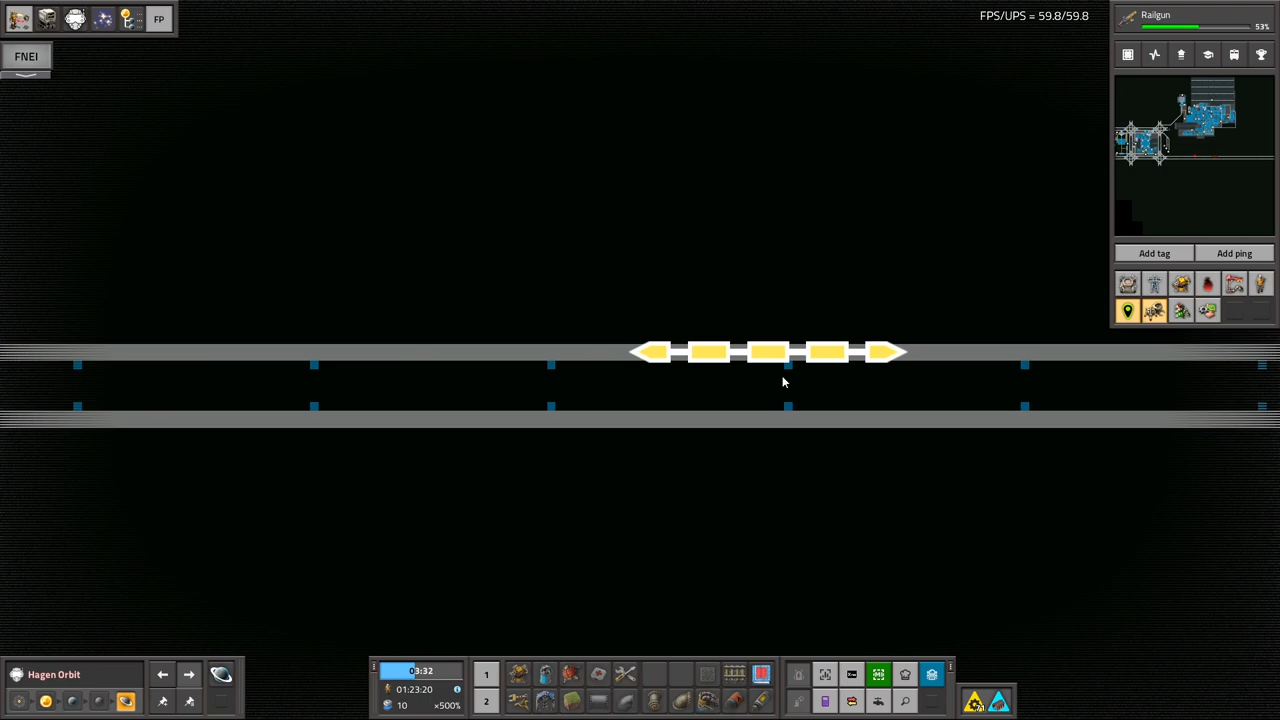 FP
FPS/UPS = 59.8/59.8
Railgun
53%
FNEI
Add tag
Add ping
Hagen Orbit
03:32
01:23:20
10
×500%
1
2